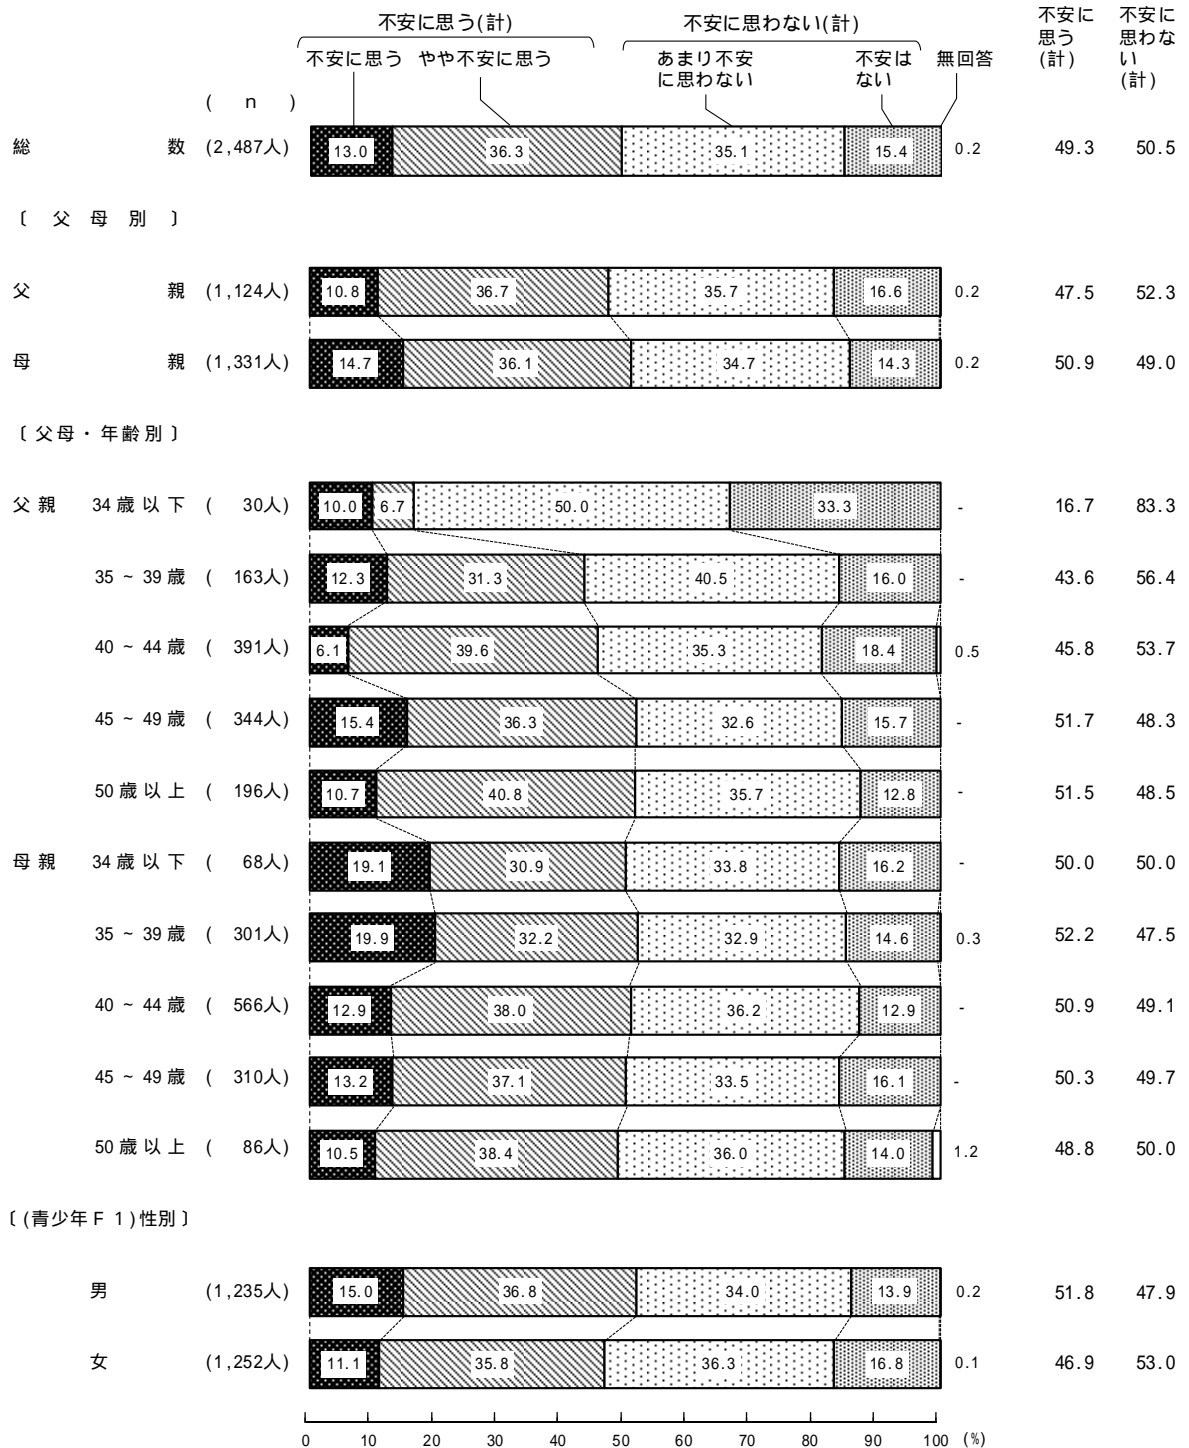 不安に思う(計) 不安に思わない(計) 不安に思う(計) 不安に思わない(計)
不安に思う やや不安に思う あまり不安に思わない 不安はない 無回答
( n )
総数 (2,487人) 13.0 36.3 35.1 15.4 0.2 49.3 50.5
〔 父 母 別 〕
父親 (1,124人) 10.8 36.7 35.7 16.6 0.2 47.5 52.3
母親 (1,331人) 14.7 36.1 34.7 14.3 0.2 50.9 49.0
〔父母・年齢別〕
父親 34歳以下 ( 30人) 10.0 6.7 50.0 33.3 - 16.7 83.3
35 ~ 39歳 ( 163人) 12.3 31.3 40.5 16.0 - 43.6 56.4
40 ~ 44歳 ( 391人) 6.1 39.6 35.3 18.4 0.5 45.8 53.7
45 ~ 49歳 ( 344人) 15.4 36.3 32.6 15.7 - 51.7 48.3
50歳以上 ( 196人) 10.7 40.8 35.7 12.8 - 51.5 48.5
母親 34歳以下 ( 68人) 19.1 30.9 33.8 16.2 - 50.0 50.0
35 ~ 39歳 ( 301人) 19.9 32.2 32.9 14.6 0.3 52.2 47.5
40 ~ 44歳 ( 566人) 12.9 38.0 36.2 12.9 - 50.9 49.1
45 ~ 49歳 ( 310人) 13.2 37.1 33.5 16.1 - 50.3 49.7
50歳以上 ( 86人) 10.5 38.4 36.0 14.0 1.2 48.8 50.0
〔(青少年F1)性別〕
男 (1,235人) 15.0 36.8 34.0 13.9 0.2 51.8 47.9
女 (1,252人) 11.1 35.8 36.3 16.8 0.1 46.9 53.0
0 10 20 30 40 50 60 70 80 90 100 (%)